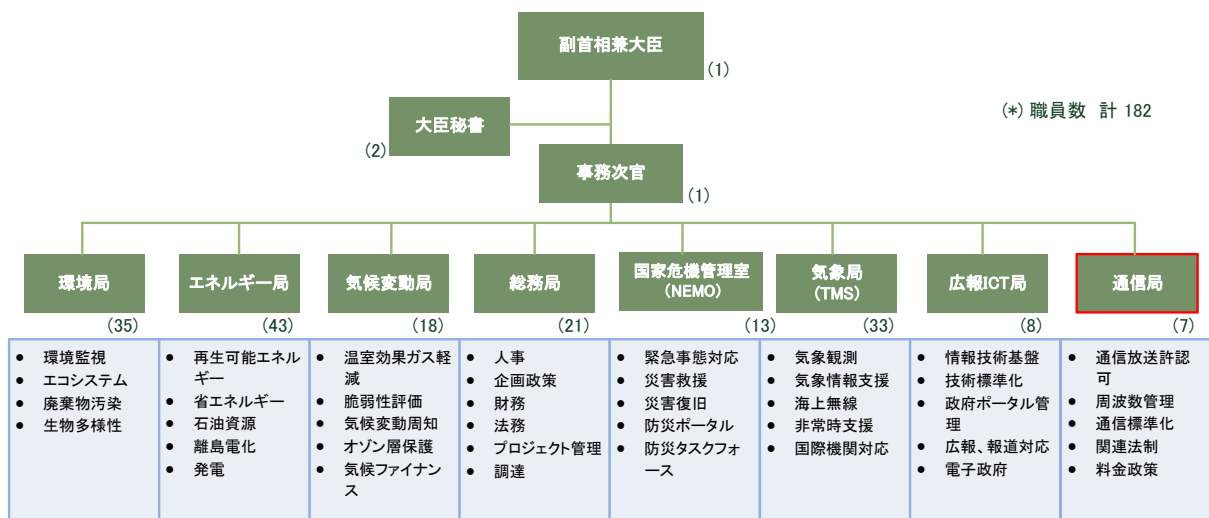 副首相兼大臣
(1)
(*) 職員数 計 182
大臣秘書
(2)
事務次官
(1)
環境局
(35)
エネルギー局
(43)
気候変動局
(18)
総務局
(21)
国家危機管理室
(NEMO)
(13)
気象局
(TMS)
(33)
広報ICT局
(8)
通信局
(7)
● 環境監視
● エコシステム
● 廃棄物汚染
● 生物多様性
● 再生可能エネル
ギー
● 省エネルギー
● 石油資源
● 離島電化
● 発電
● 温室効果ガス軽
減
● 脆弱性評価
● 気候変動周知
● オゾン層保護
● 気候ファイナン
ス
● 人事
● 企画政策
● 財務
● 法務
● プロジェクト管理
● 調達
● 緊急事態対応
● 災害救援
● 災害復旧
● 防災ポータル
● 防災タスクフォ
ース
● 気象観測
● 気象情報支援
● 海上無線
● 非常時支援
● 国際機関対応
● 情報技術基盤
● 技術標準化
● 政府ポータル管
理
● 広報、報道対応
● 電子政府
● 通信放送許認
可
● 周波数管理
● 通信標準化
● 関連法制
● 料金政策